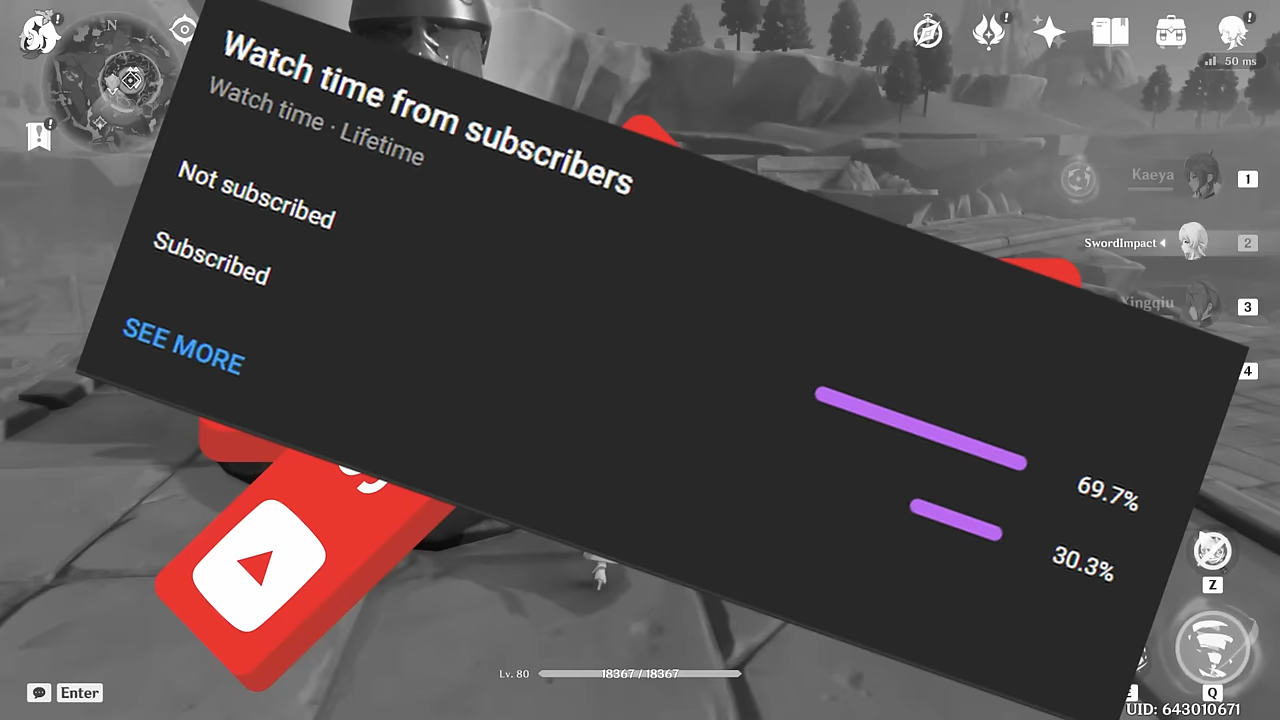 N
50 ms
Watch time from subscribers
Watch time · Lifetime
Not subscribed
69.7%
Subscribed
30.3%
SEE MORE
Kaeya
1
SwordImpact
2
Xingqiu
3
4
Z
Lv. 80
18367 / 18367
Enter
E
Q
UID: 643010671